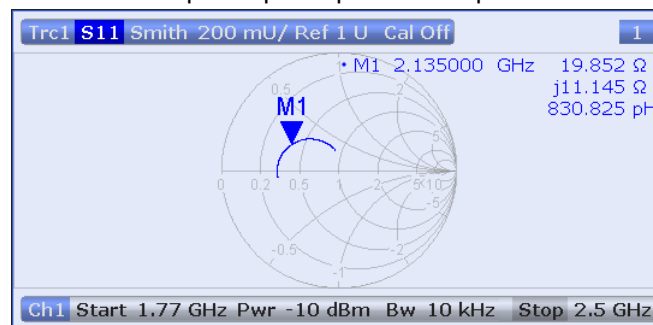 Trc1 S11 Smith 200 mU/ Ref 1 U Cal Off 1
• M1 2.135000 GHz 19.852 Ω
j11.145 Ω
830.825 pH
0.5
2
M1
5
0 0.2 0.5 1 2 5 10
-5
-0.5
-2
-1
Ch1 Start 1.77 GHz Pwr -10 dBm Bw 10 kHz Stop 2.5 GHz